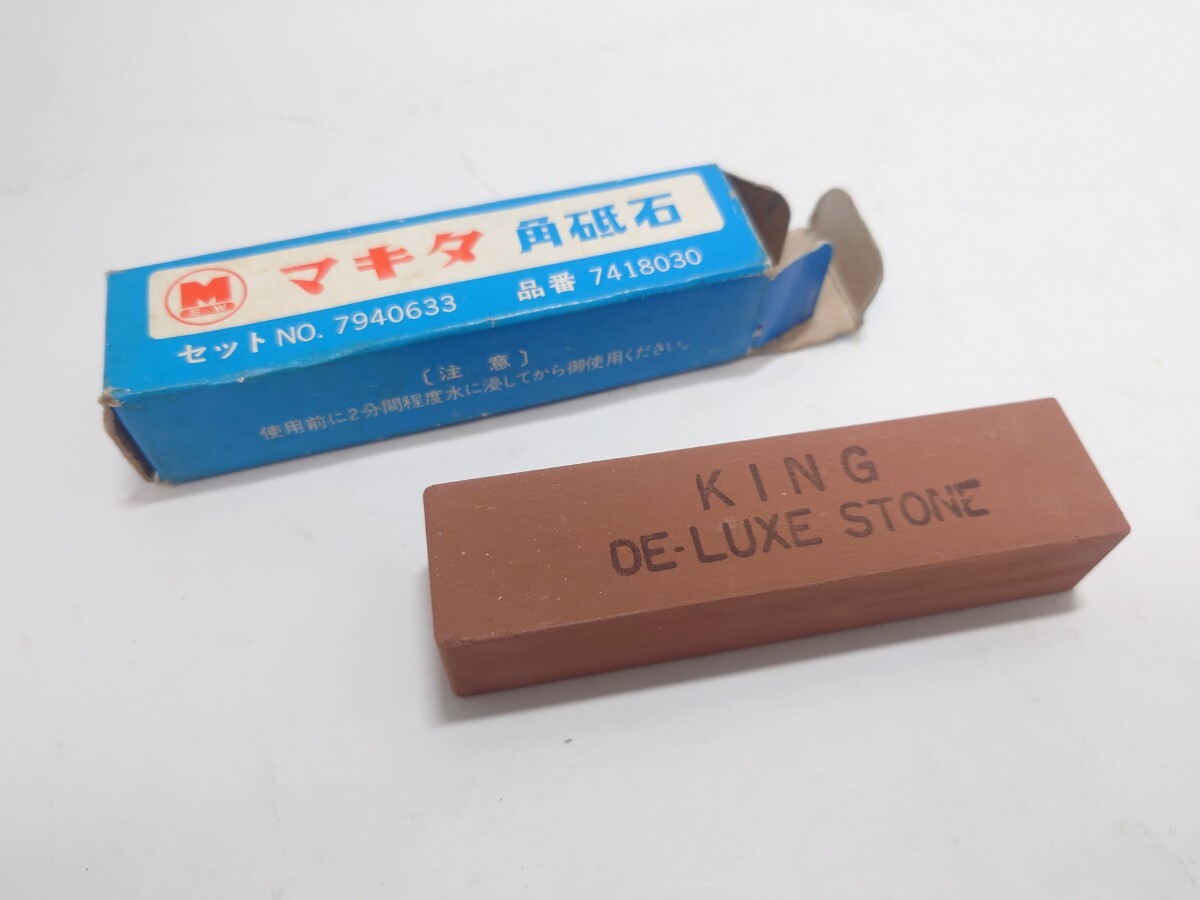 M
E.W
マキタ 角砥石
セットNO. 7940633 品番 7418030
〔注 意〕
使用前に2分間程度水に浸してから御使用ください。
KING
DE-LUXE STONE